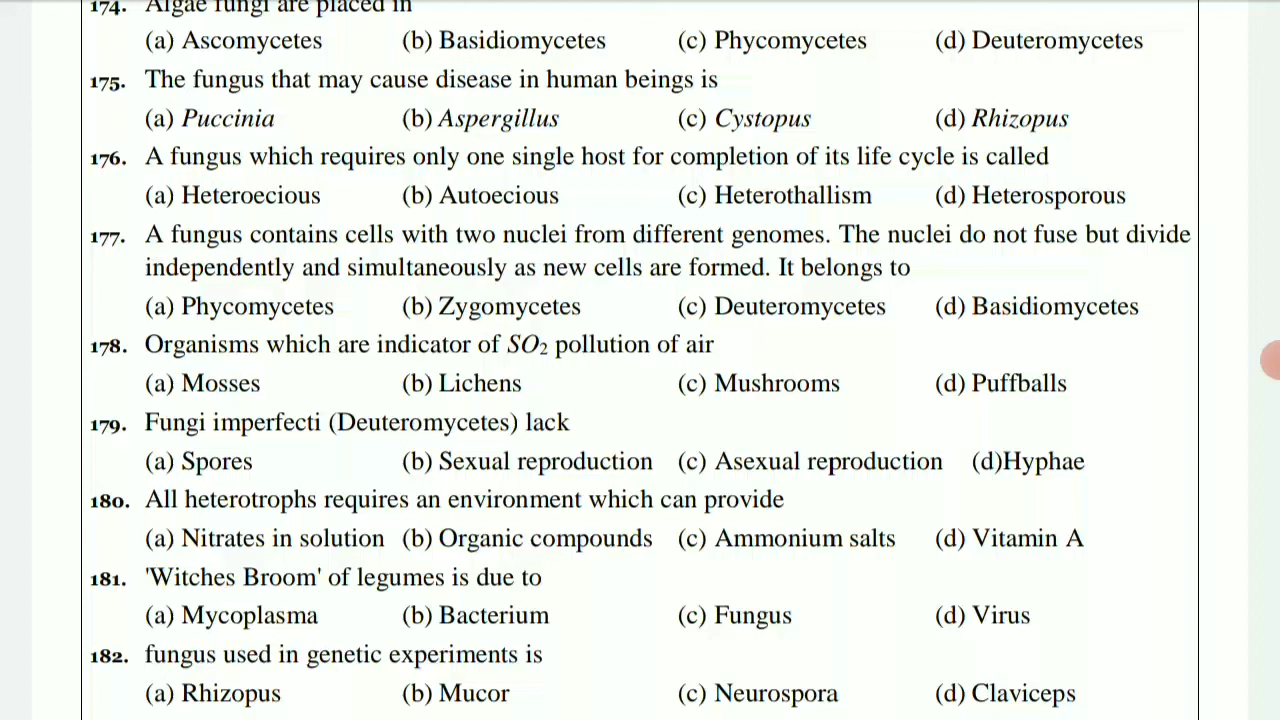 174. Algae fungi are placed in
(a) Ascomycetes (b) Basidiomycetes (c) Phycomycetes (d) Deuteromycetes
175. The fungus that may cause disease in human beings is
(a) Puccinia (b) Aspergillus (c) Cystopus (d) Rhizopus
176. A fungus which requires only one single host for completion of its life cycle is called
(a) Heteroecious (b) Autoecious (c) Heterothallism (d) Heterosporous
177. A fungus contains cells with two nuclei from different genomes. The nuclei do not fuse but divide
independently and simultaneously as new cells are formed. It belongs to
(a) Phycomycetes (b) Zygomycetes (c) Deuteromycetes (d) Basidiomycetes
178. Organisms which are indicator of SO₂ pollution of air
(a) Mosses (b) Lichens (c) Mushrooms (d) Puffballs
179. Fungi imperfecti (Deuteromycetes) lack
(a) Spores (b) Sexual reproduction (c) Asexual reproduction (d)Hyphae
180. All heterotrophs requires an environment which can provide
(a) Nitrates in solution (b) Organic compounds (c) Ammonium salts (d) Vitamin A
181. 'Witches Broom' of legumes is due to
(a) Mycoplasma (b) Bacterium (c) Fungus (d) Virus
182. fungus used in genetic experiments is
(a) Rhizopus (b) Mucor (c) Neurospora (d) Claviceps